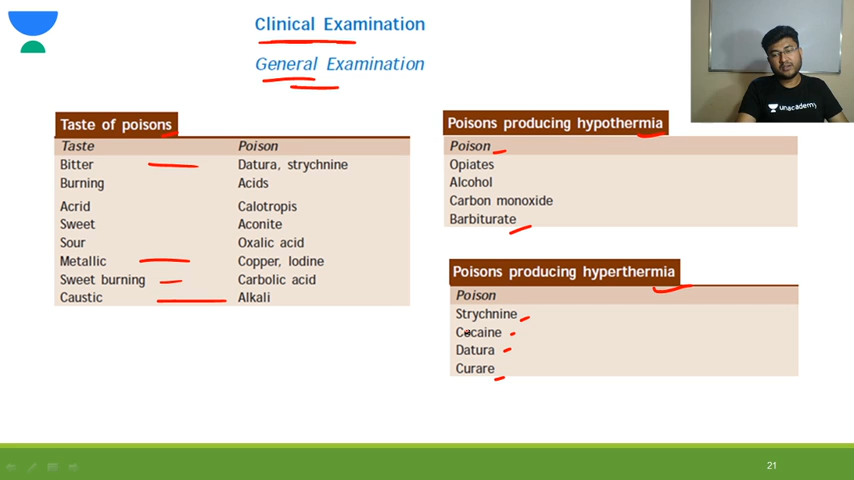 Clinical Examination
General Examination
Taste of poisons
Taste Poison
Bitter Datura, strychnine
Burning Acids
Acrid Calotropis
Sweet Aconite
Sour Oxalic acid
Metallic Copper, Iodine
Sweet burning Carbolic acid
Caustic Alkali
Poisons producing hypothermia
Poison
Opiates
Alcohol
Carbon monoxide
Barbiturate
Poisons producing hyperthermia
Poison
Strychnine
Cocaine
Datura
Curare
unacademy
21